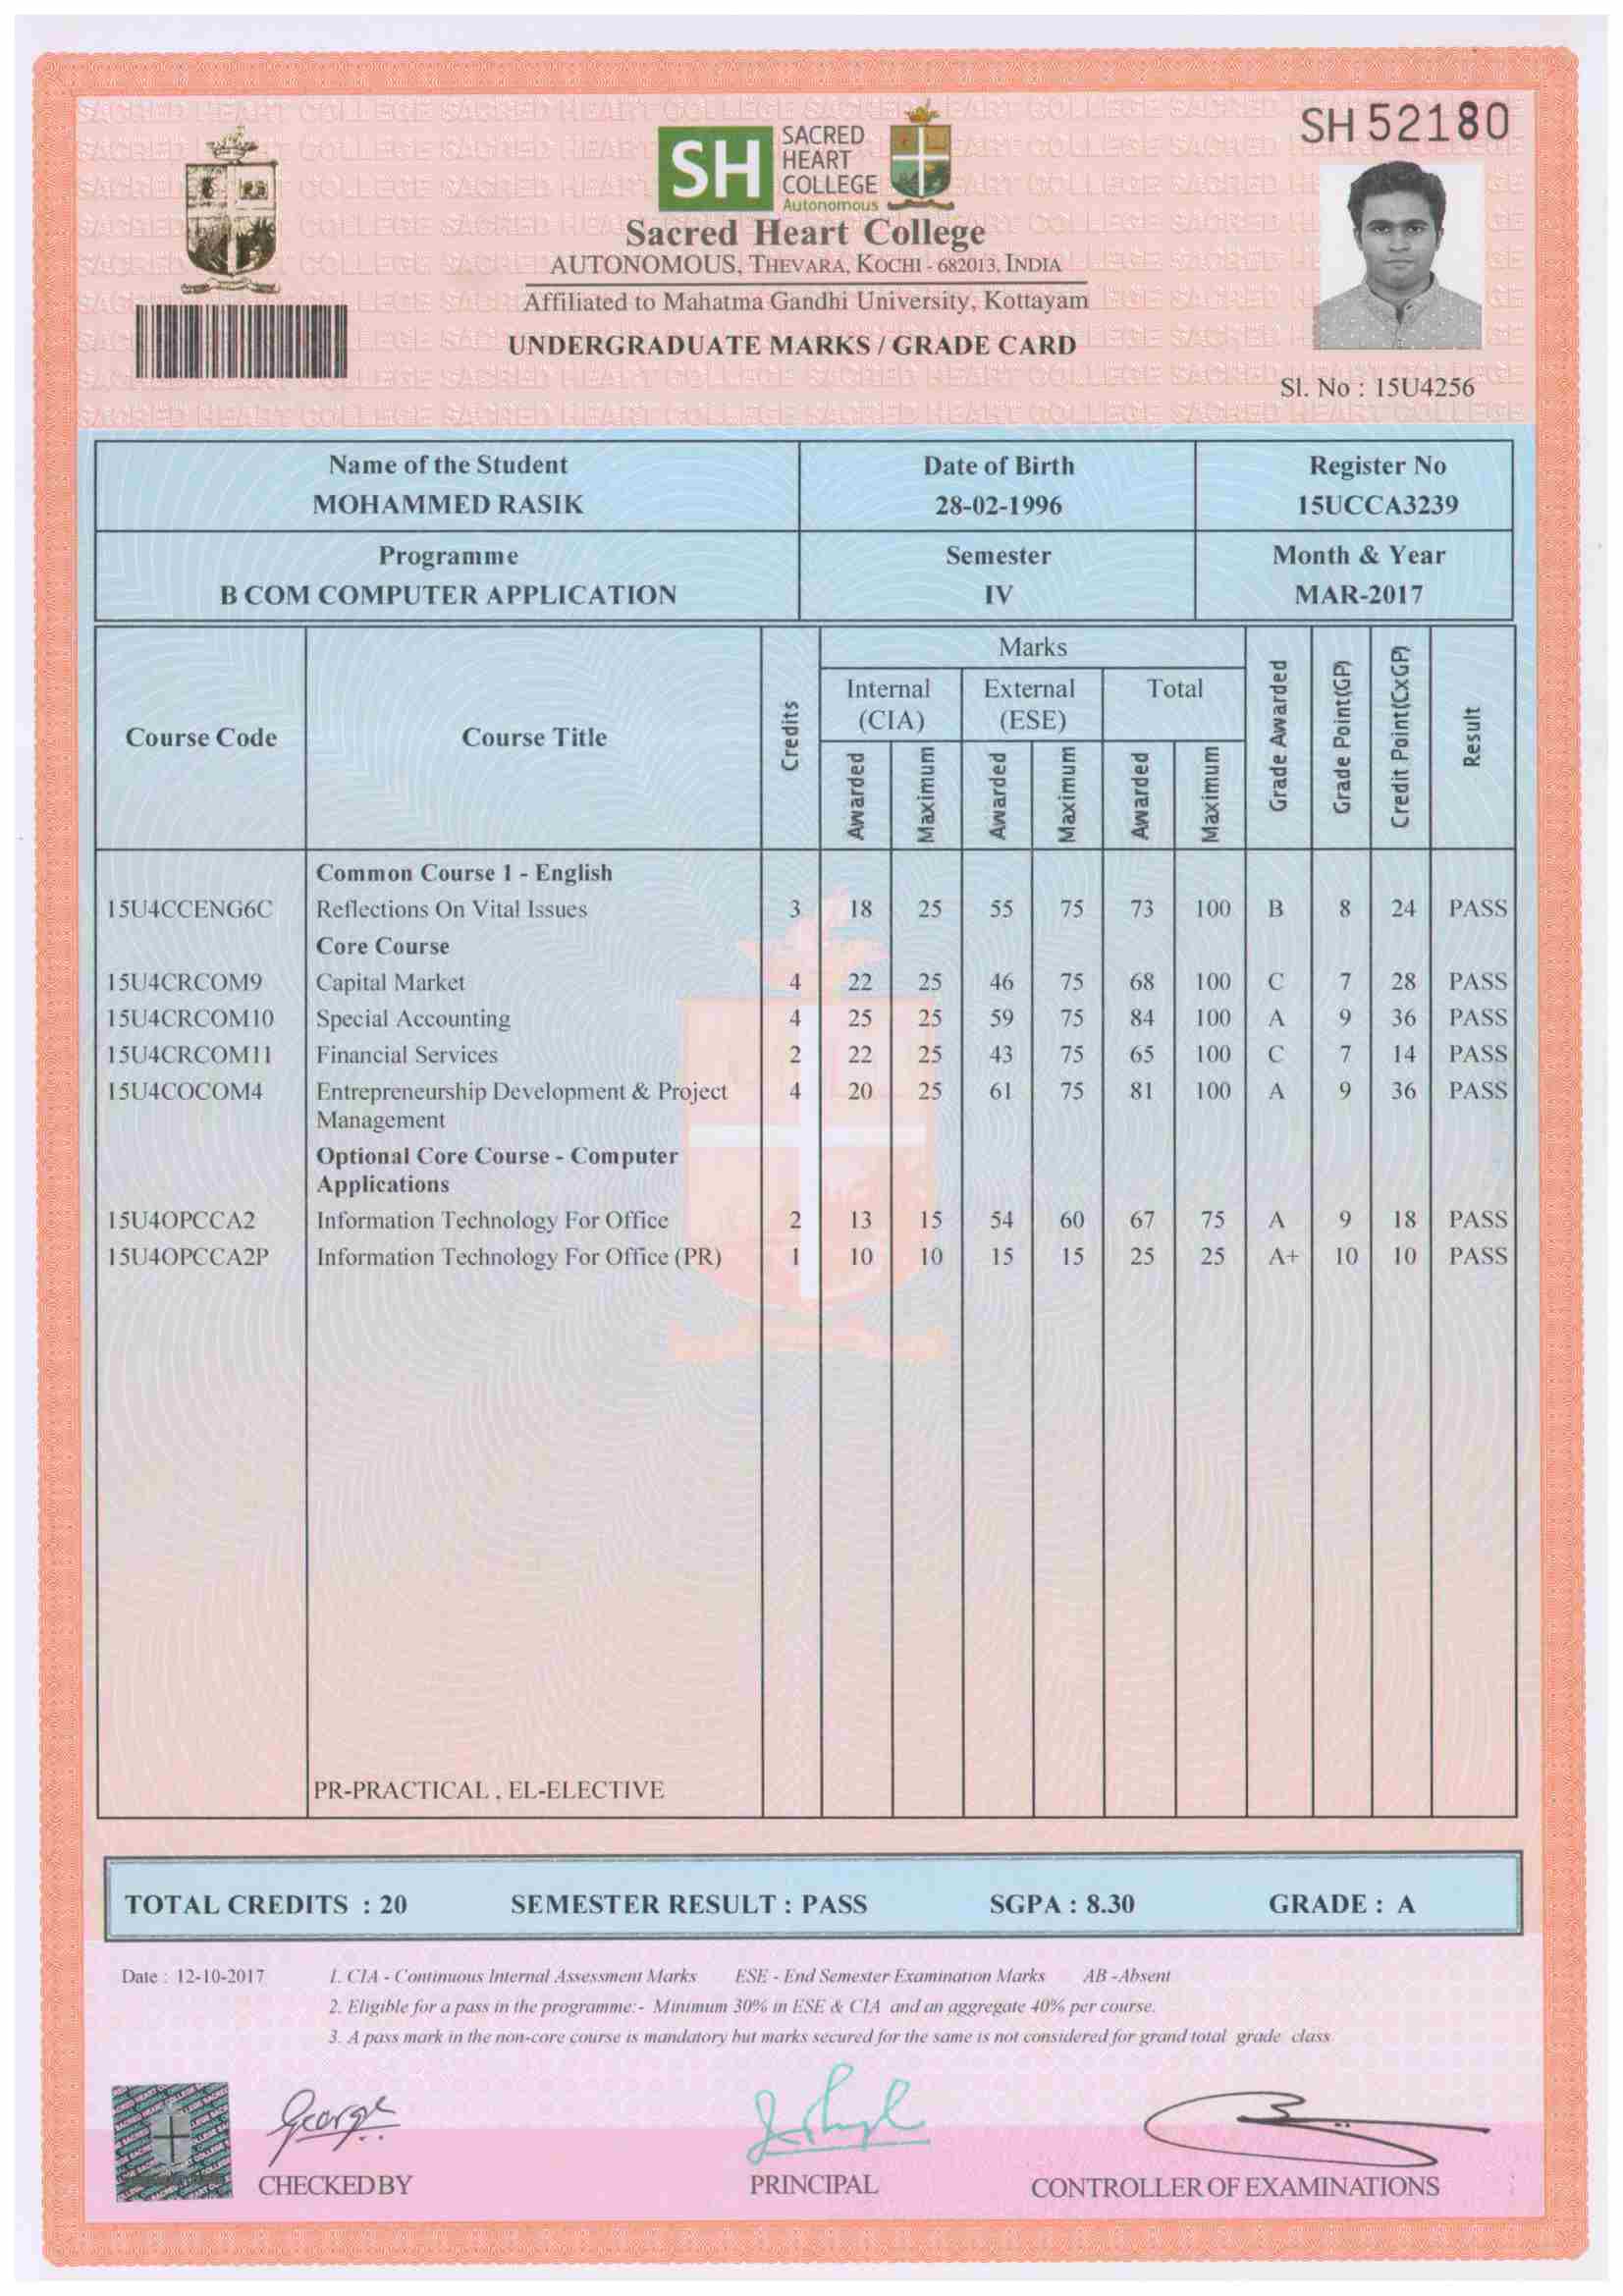 SH 52180
SH SACRED
HEART
COLLEGE
Autonomous
Sacred Heart College
AUTONOMOUS, THEVARA, KOCHI - 682013, INDIA
Affiliated to Mahatma Gandhi University, Kottayam
UNDERGRADUATE MARKS / GRADE CARD
Sl. No : 15U4256
Name of the Student Date of Birth Register No
MOHAMMED RASIK 28-02-1996 15UCCA3239
Programme Semester Month & Year
B COM COMPUTER APPLICATION IV MAR-2017
Course Code Course Title Credits Marks Grade Awarded Grade Point(GP) Credit Point(CxGP) Result
Internal (CIA) External (ESE) Total
Awarded Maximum Awarded Maximum Awarded Maximum
Common Course 1 - English
15U4CCENG6C Reflections On Vital Issues 3 18 25 55 75 73 100 B 8 24 PASS
Core Course
15U4CRCOM9 Capital Market 4 22 25 46 75 68 100 C 7 28 PASS
15U4CRCOM10 Special Accounting 4 25 25 59 75 84 100 A 9 36 PASS
15U4CRCOM11 Financial Services 2 22 25 43 75 65 100 C 7 14 PASS
15U4COCOM4 Entrepreneurship Development & Project 4 20 25 61 75 81 100 A 9 36 PASS
Management
Optional Core Course - Computer
Applications
15U4OPCCA2 Information Technology For Office 2 13 15 54 60 67 75 A 9 18 PASS
15U4OPCCA2P Information Technology For Office (PR) 1 10 10 15 15 25 25 A+ 10 10 PASS
PR-PRACTICAL , EL-ELECTIVE
TOTAL CREDITS : 20 SEMESTER RESULT : PASS SGPA : 8.30 GRADE : A
Date : 12-10-2017 1. CIA - Continuous Internal Assessment Marks ESE - End Semester Examination Marks AB -Absent
2. Eligible for a pass in the programme:- Minimum 30% in ESE & CIA and an aggregate 40% per course.
3. A pass mark in the non-core course is mandatory but marks secured for the same is not considered for grand total grade class
George
CHECKED BY PRINCIPAL CONTROLLER OF EXAMINATIONS